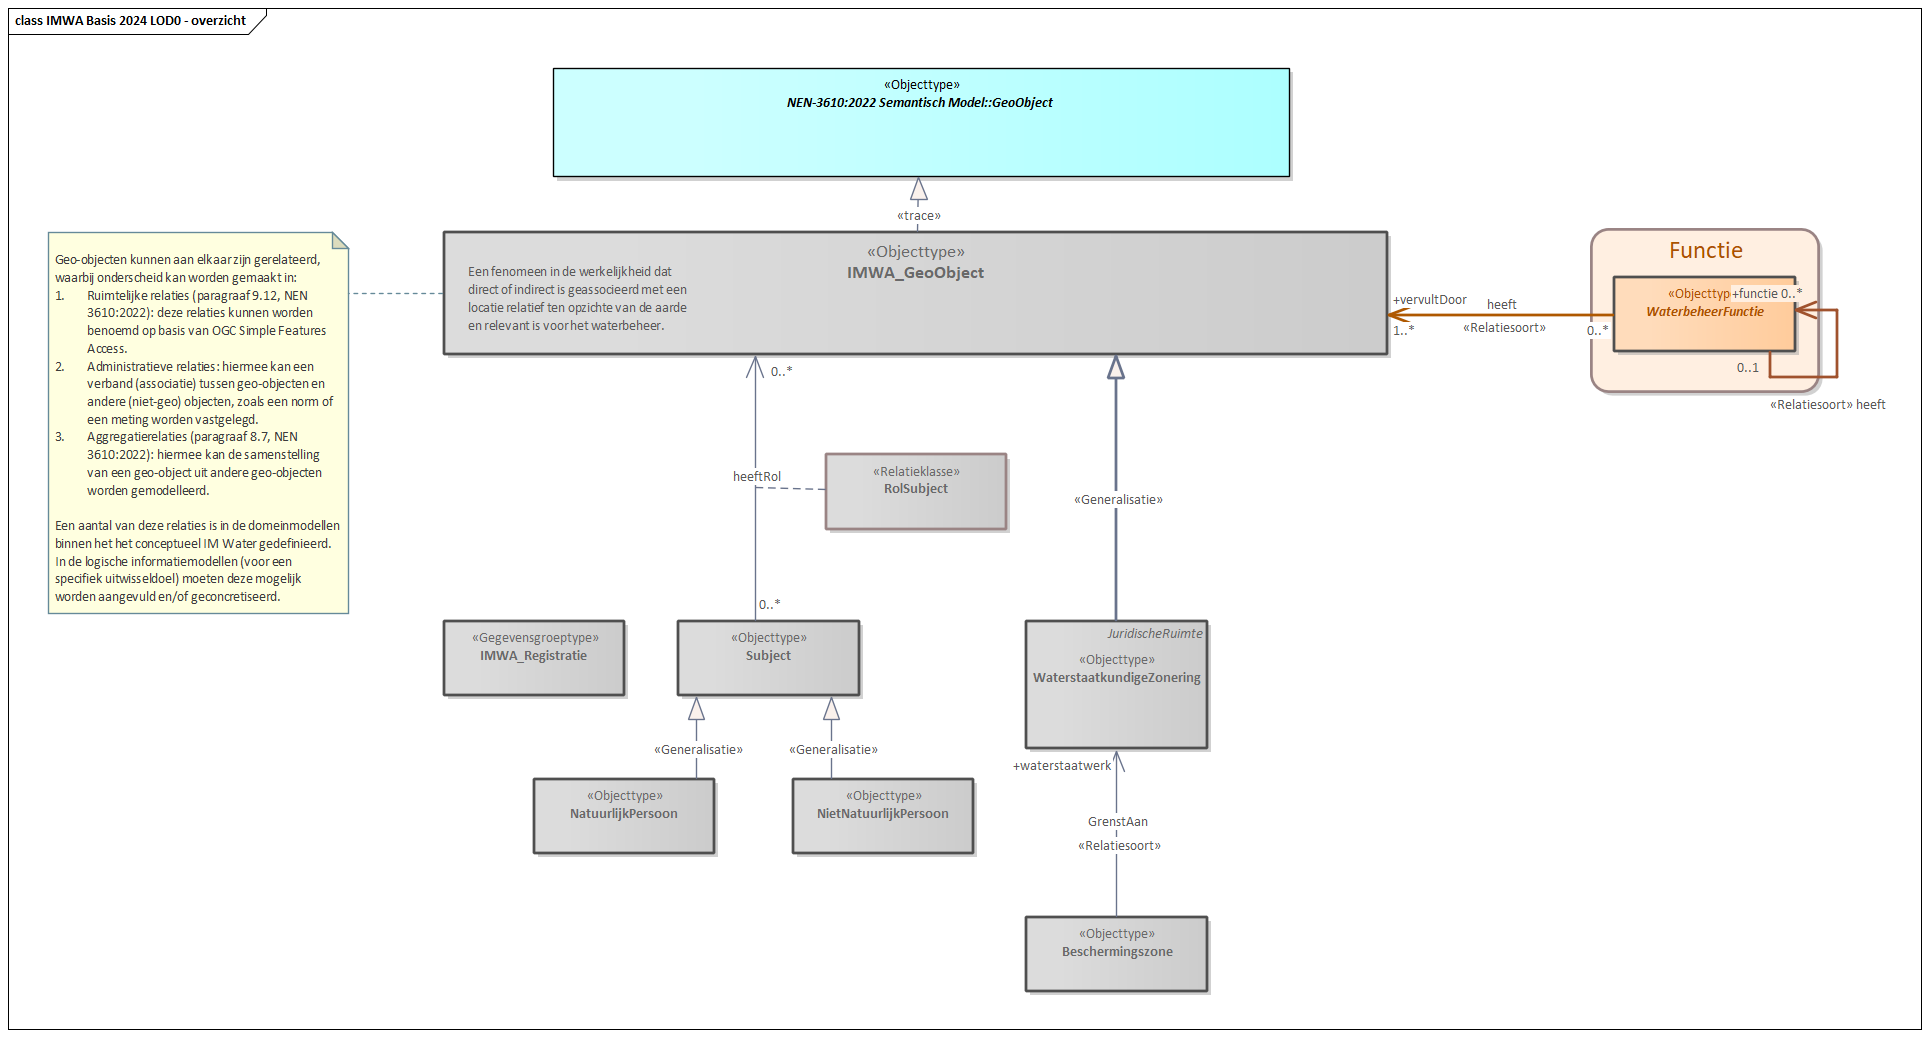 class IMWA Basis 2024 LOD0 - overzicht
«Objecttype»
NEN-3610:2022 Semantisch Model::GeoObject
«trace»
«Objecttype»
IMWA_GeoObject
Een fenomeen in de werkelijkheid dat
direct of indirect is geassocieerd met een
locatie relatief ten opzichte van de aarde
en relevant is voor het waterbeheer.
Geo-objecten kunnen aan elkaar zijn gerelateerd,
waarbij onderscheid kan worden gemaakt in:
1. Ruimtelijke relaties (paragraaf 9.12, NEN
3610:2022): deze relaties kunnen worden
benoemd op basis van OGC Simple Features
Access.
2. Administratieve relaties: hiermee kan een
verband (associatie) tussen geo-objecten en
andere (niet-geo) objecten, zoals een norm of
een meting worden vastgelegd.
3. Aggregatierelaties (paragraaf 8.7, NEN
3610:2022): hiermee kan de samenstelling
van een geo-object uit andere geo-objecten
worden gemodelleerd.
Een aantal van deze relaties is in de domeinmodellen
binnen het het conceptueel IM Water gedefinieerd.
In de logische informatiemodellen (voor een
specifiek uitwisseldoel) moeten deze mogelijk
worden aangevuld en/of geconcretiseerd.
+vervultDoor
heeft
1..*
«Relatiesoort»
0..*
Functie
«Objecttyp
+functie 0..*
WaterbeheerFunctie
0..1
«Relatiesoort» heeft
0..*
heeftRol
«Relatieklasse»
RolSubject
0..*
«Generalisatie»
«Gegevensgroeptype»
IMWA_Registratie
«Objecttype»
Subject
JuridischeRuimte
«Objecttype»
WaterstaatkundigeZonering
«Generalisatie»
«Generalisatie»
«Objecttype»
NatuurlijkPersoon
«Objecttype»
NietNatuurlijkPersoon
+waterstaatwerk
GrenstAan
«Relatiesoort»
«Objecttype»
Beschermingszone